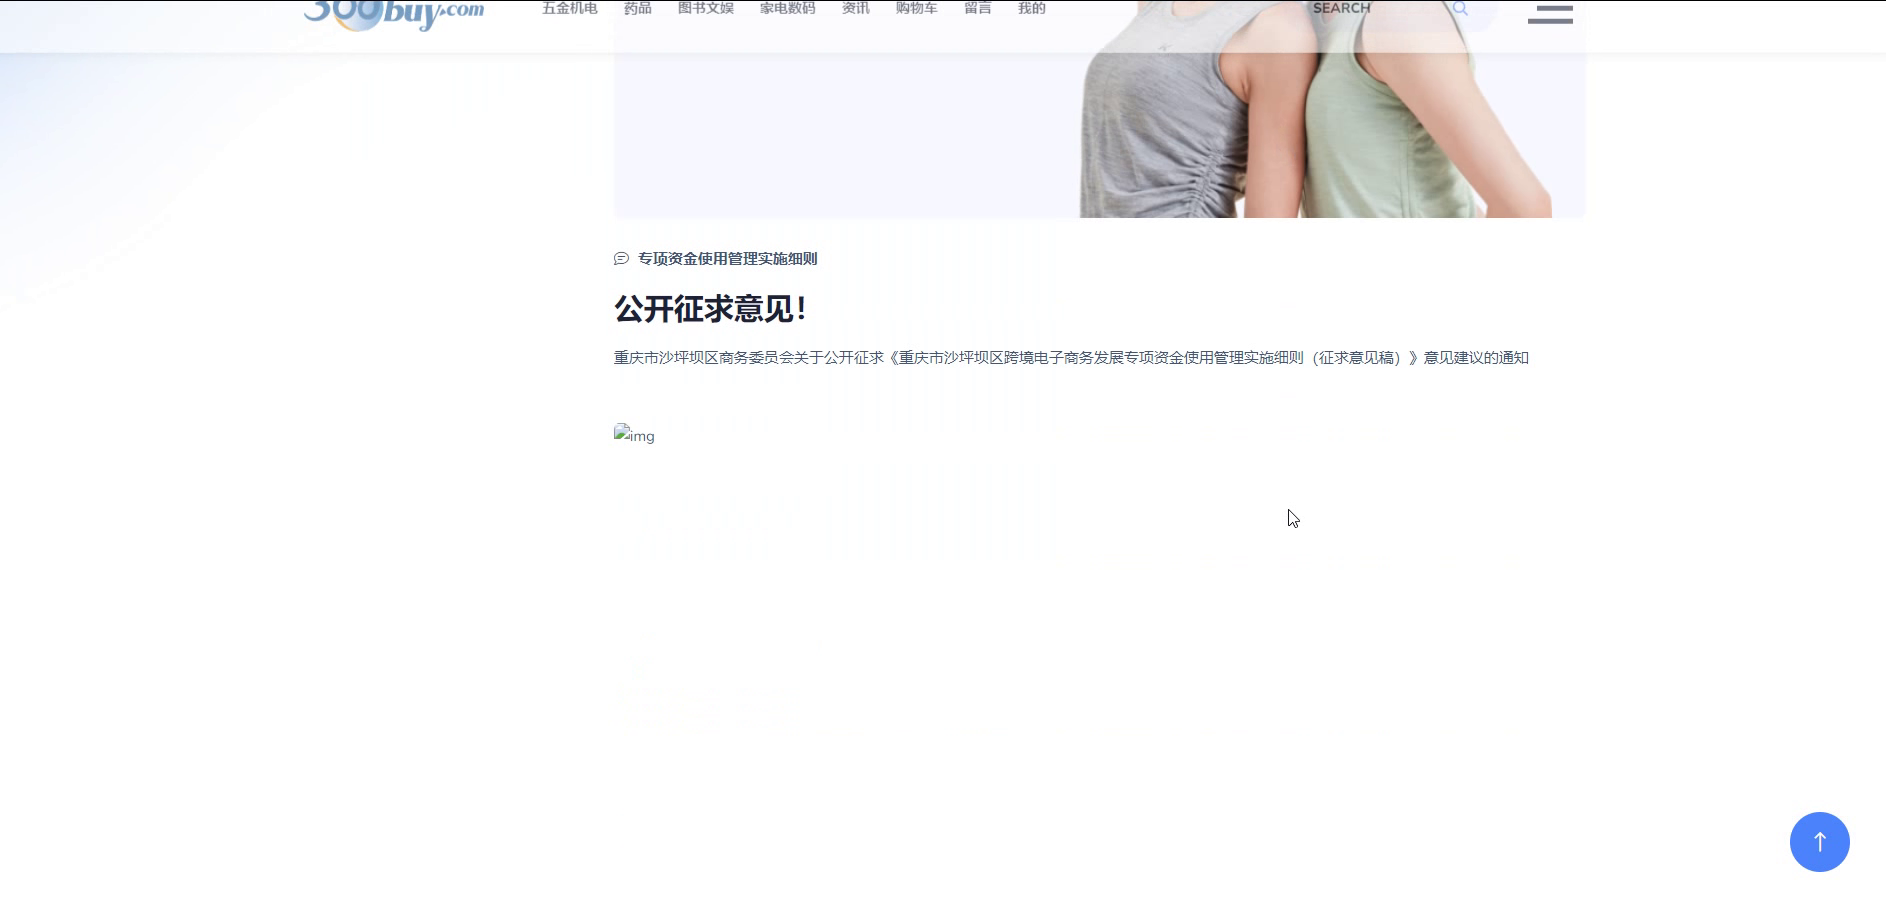 360buy.com
五金机电 药品 图书文娱 家电数码 资讯 购物车 留言 我的 SEARCH
专项资金使用管理实施细则
公开征求意见！
重庆市沙坪坝区商务委员会关于公开征求《重庆市沙坪坝区跨境电子商务发展专项资金使用管理实施细则（征求意见稿）》意见建议的通知
img